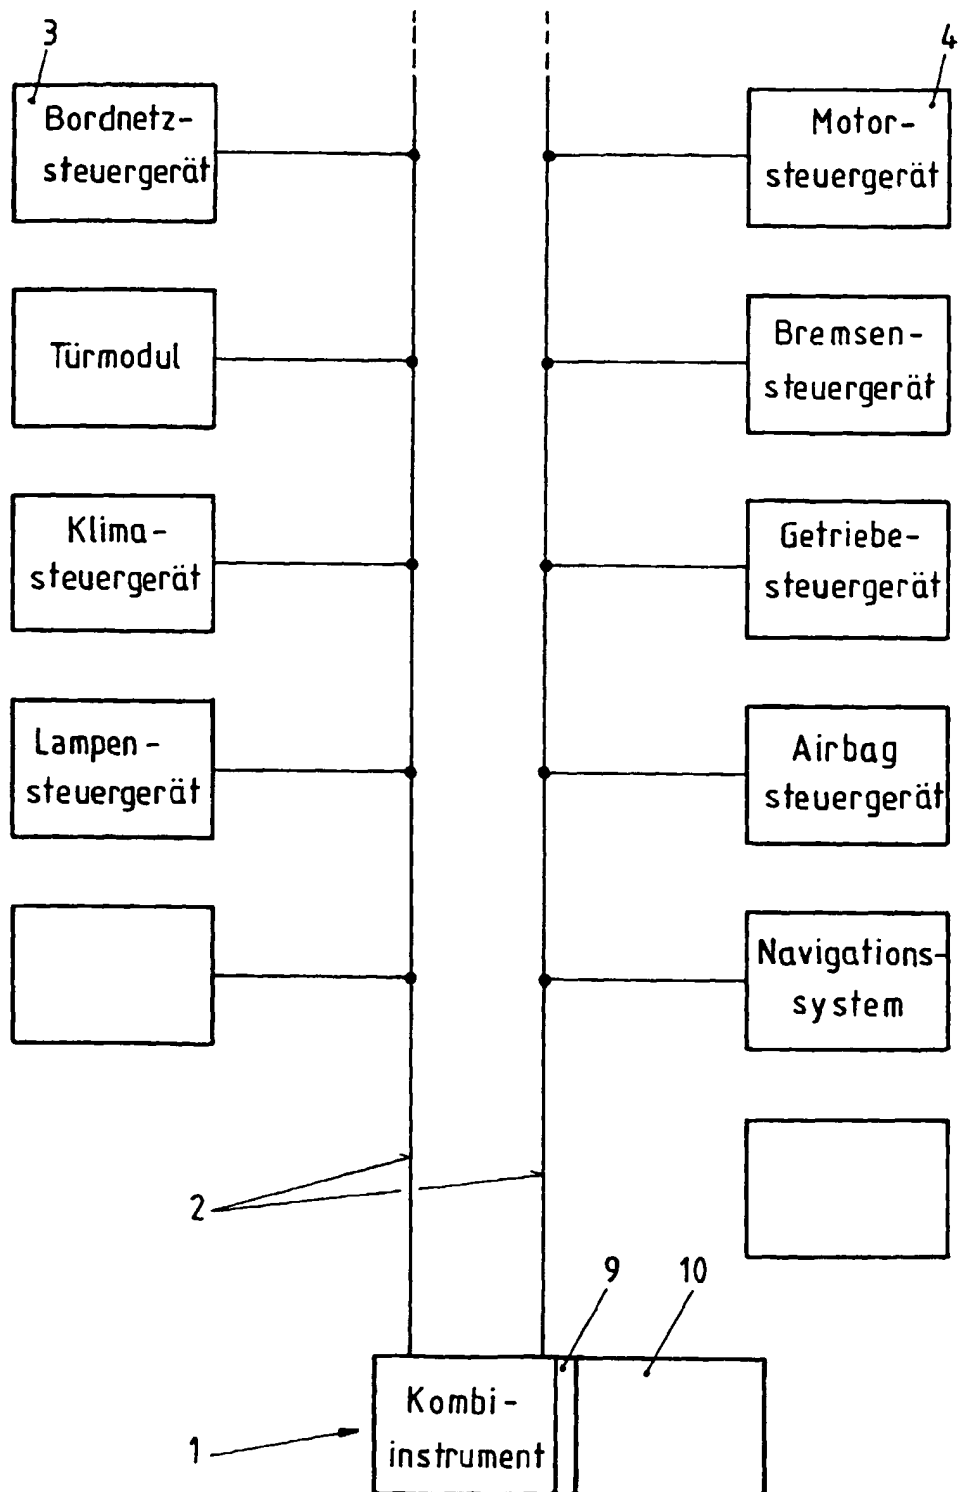 3
4
Bordnetz-
steuergerät
Motor-
steuergerät
Türmodul
Bremsen-
steuergerät
Klima-
steuergerät
Getriebe-
steuergerät
Lampen-
steuergerät
Airbag
steuergerät
Navigations-
system
2
9
10
1
Kombi-
instrument